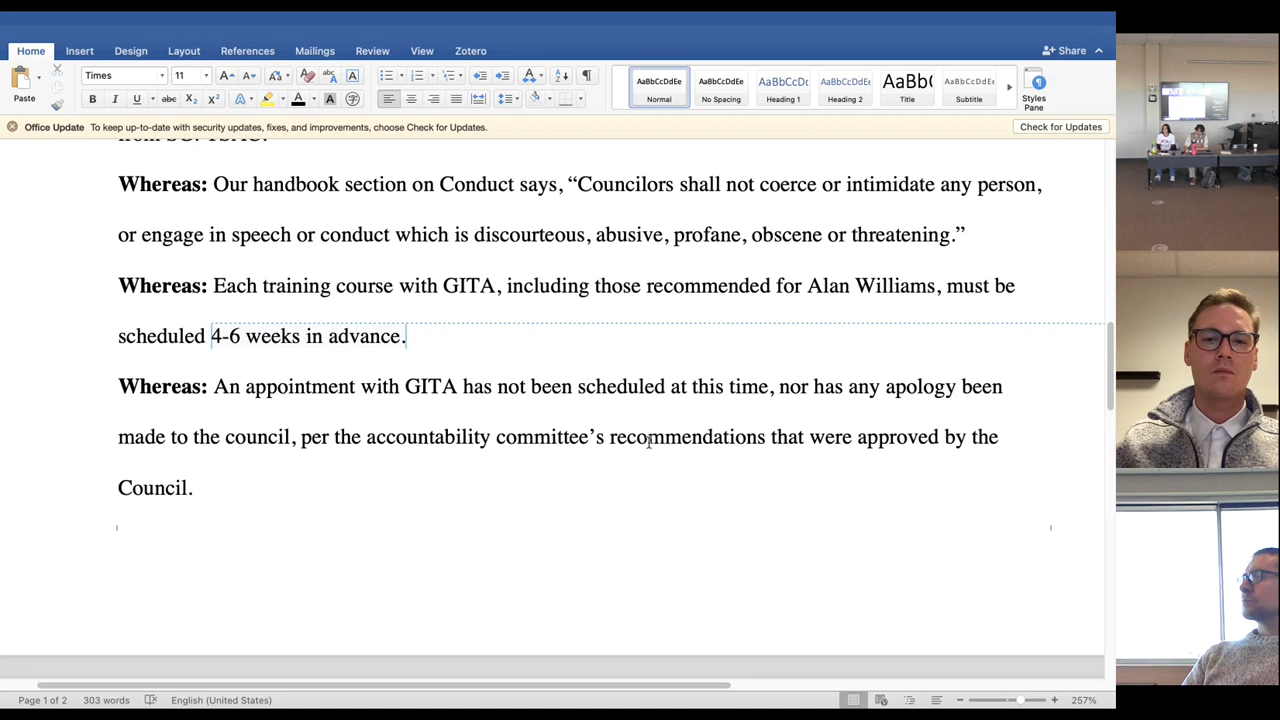 Home Insert Design Layout References Mailings Review View Zotero Share
Paste Times 11 AaBbCcDdEe AaBbCcDdEe AaBbCcDc AaBbCcDdEe AaBb( AaBbCcDdEe
Normal No Spacing Heading 1 Heading 2 Title Subtitle Styles Pane
Office Update To keep up-to-date with security updates, fixes, and improvements, choose Check for Updates. Check for Updates
Whereas: Our handbook section on Conduct says, “Councilors shall not coerce or intimidate any person,
or engage in speech or conduct which is discourteous, abusive, profane, obscene or threatening.”
Whereas: Each training course with GITA, including those recommended for Alan Williams, must be
scheduled 4-6 weeks in advance.
Whereas: An appointment with GITA has not been scheduled at this time, nor has any apology been
made to the council, per the accountability committee’s recommendations that were approved by the
Council.
Page 1 of 2 303 words English (United States) 257%